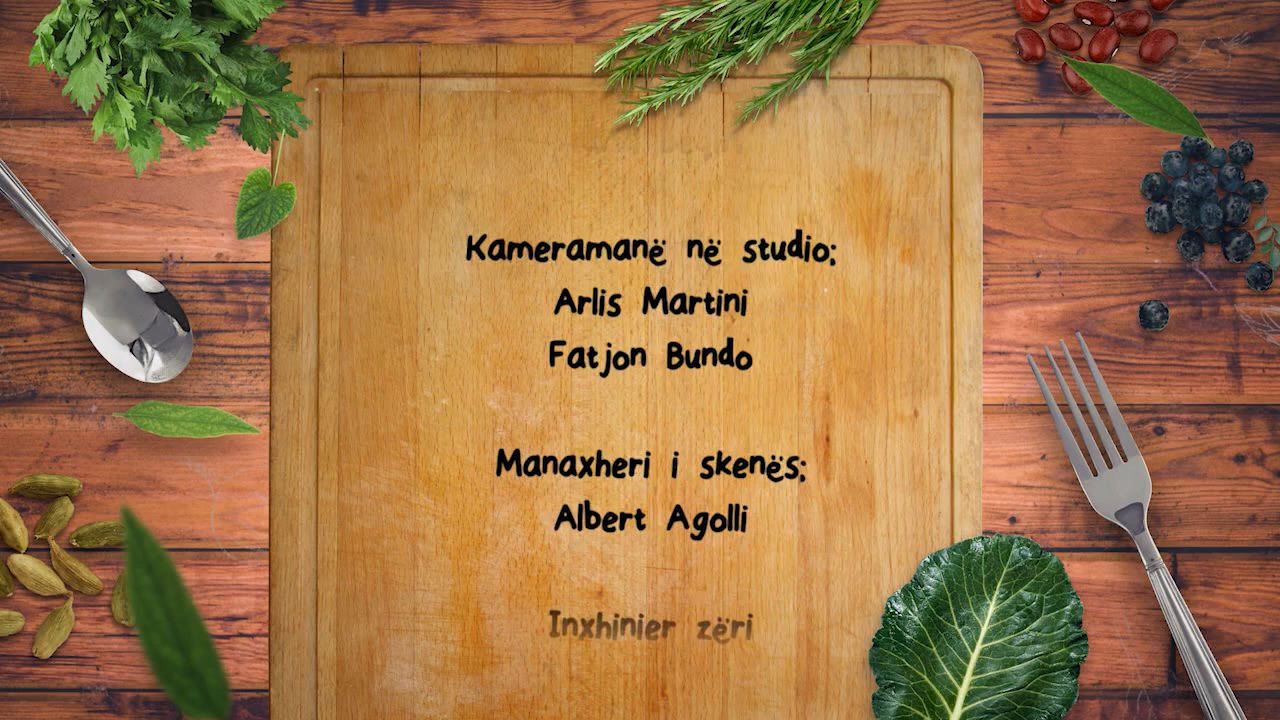 Kameramanë në studio;
Arlis Martini
Fatjon Bundo
Manaxheri i skenës;
Albert Agolli
Inxhinier zëri